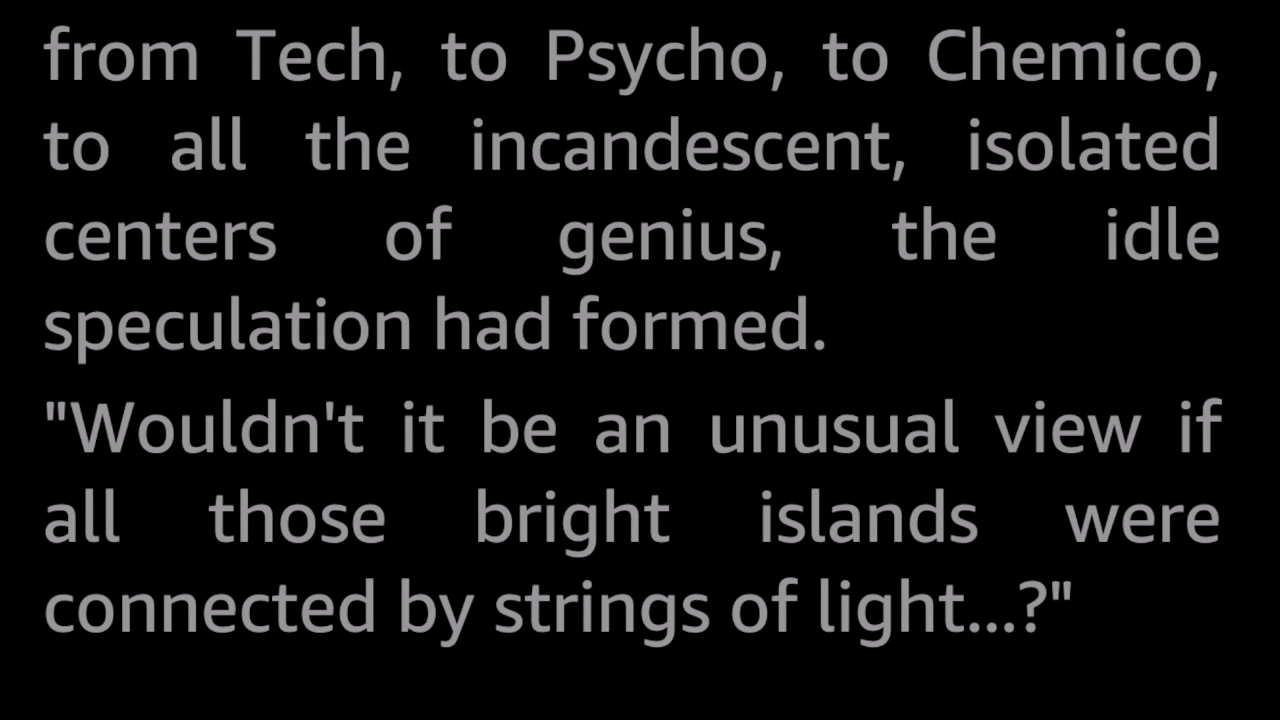 from Tech, to Psycho, to Chemico,
to all the incandescent, isolated
centers of genius, the idle
speculation had formed.
"Wouldn't it be an unusual view if
all those bright islands were
connected by strings of light...?"